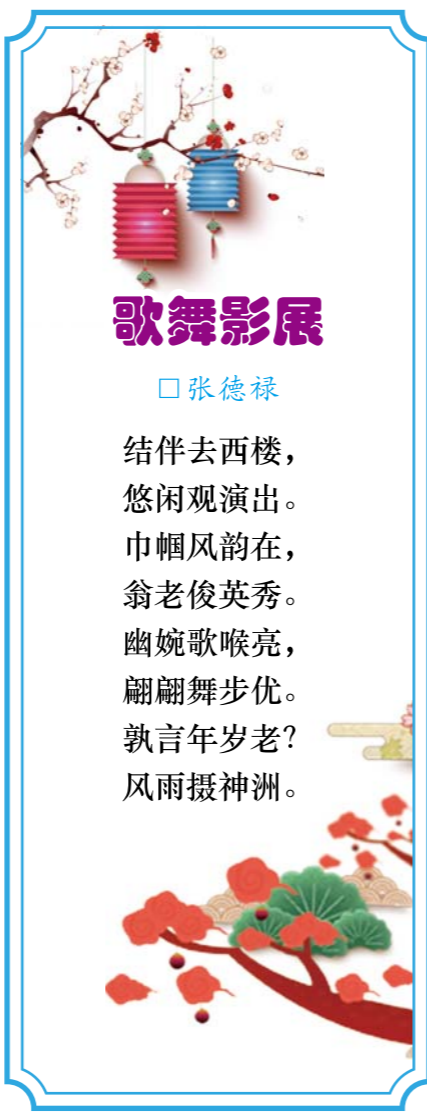 歌舞影展
□张德禄
结伴去西楼，
悠闲观演出。
巾帼风韵在，
翁老俊英秀。
幽婉歌喉亮，
翩翩舞步优。
孰言年岁老？
风雨摄神洲。